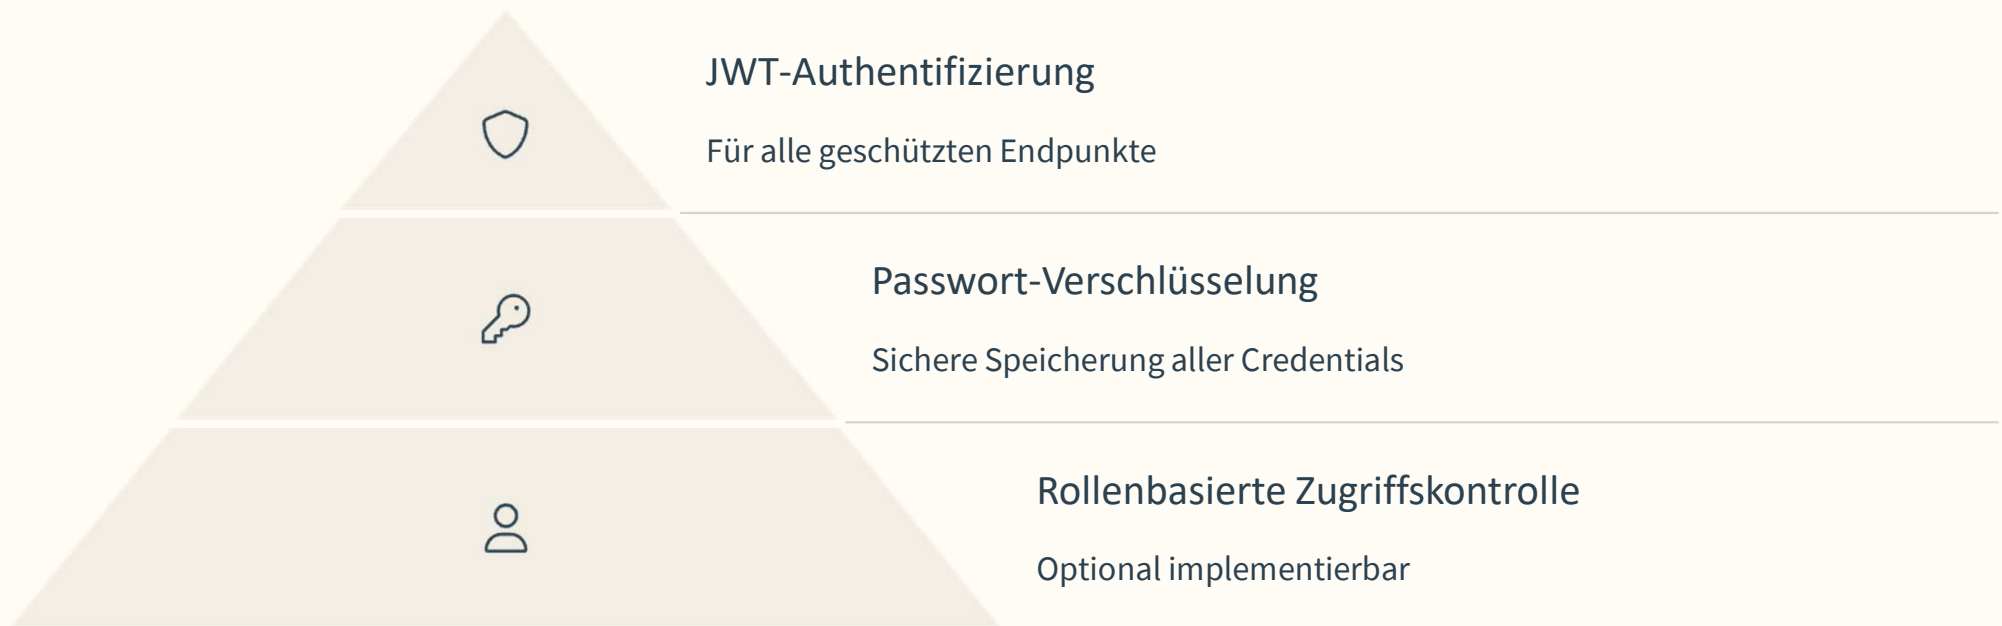 JWT-Authentifizierung
Für alle geschützten Endpunkte
Passwort-Verschlüsselung
Sichere Speicherung aller Credentials
Rollenbasierte Zugriffskontrolle
Optional implementierbar